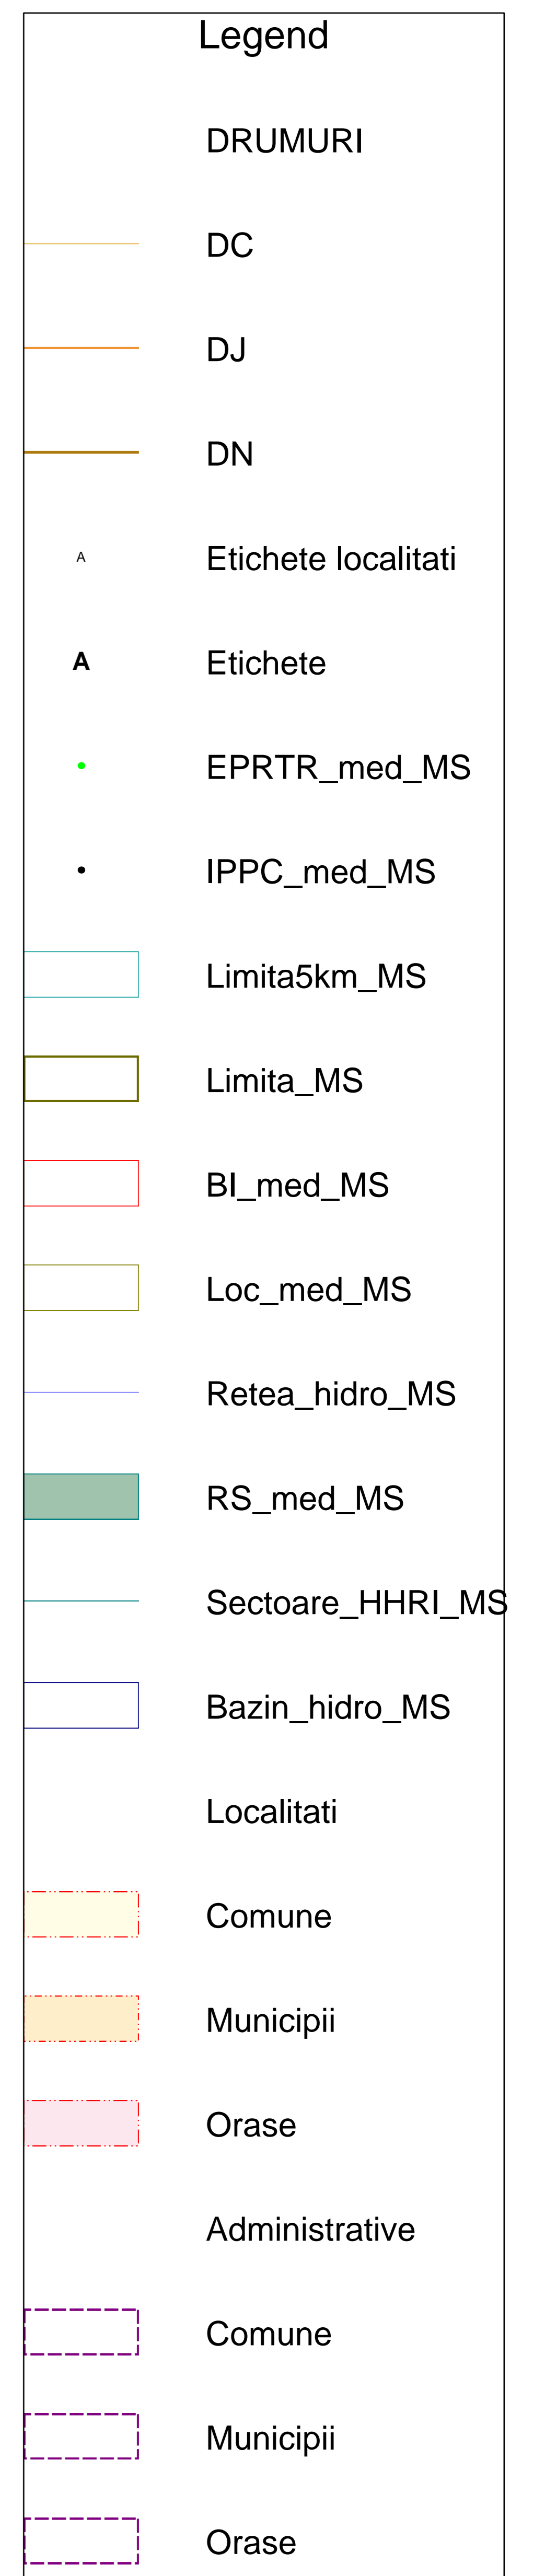 Legend
DRUMURI
DC
DJ
DN
A Etichete localitati
A Etichete
EPRTR_med_MS
IPPC_med_MS
Limita5km_MS
Limita_MS
BI_med_MS
Loc_med_MS
Retea_hidro_MS
RS_med_MS
Sectoare_HHRI_MS
Bazin_hidro_MS
Localitati
Comune
Municipii
Orase
Administrative
Comune
Municipii
Orase